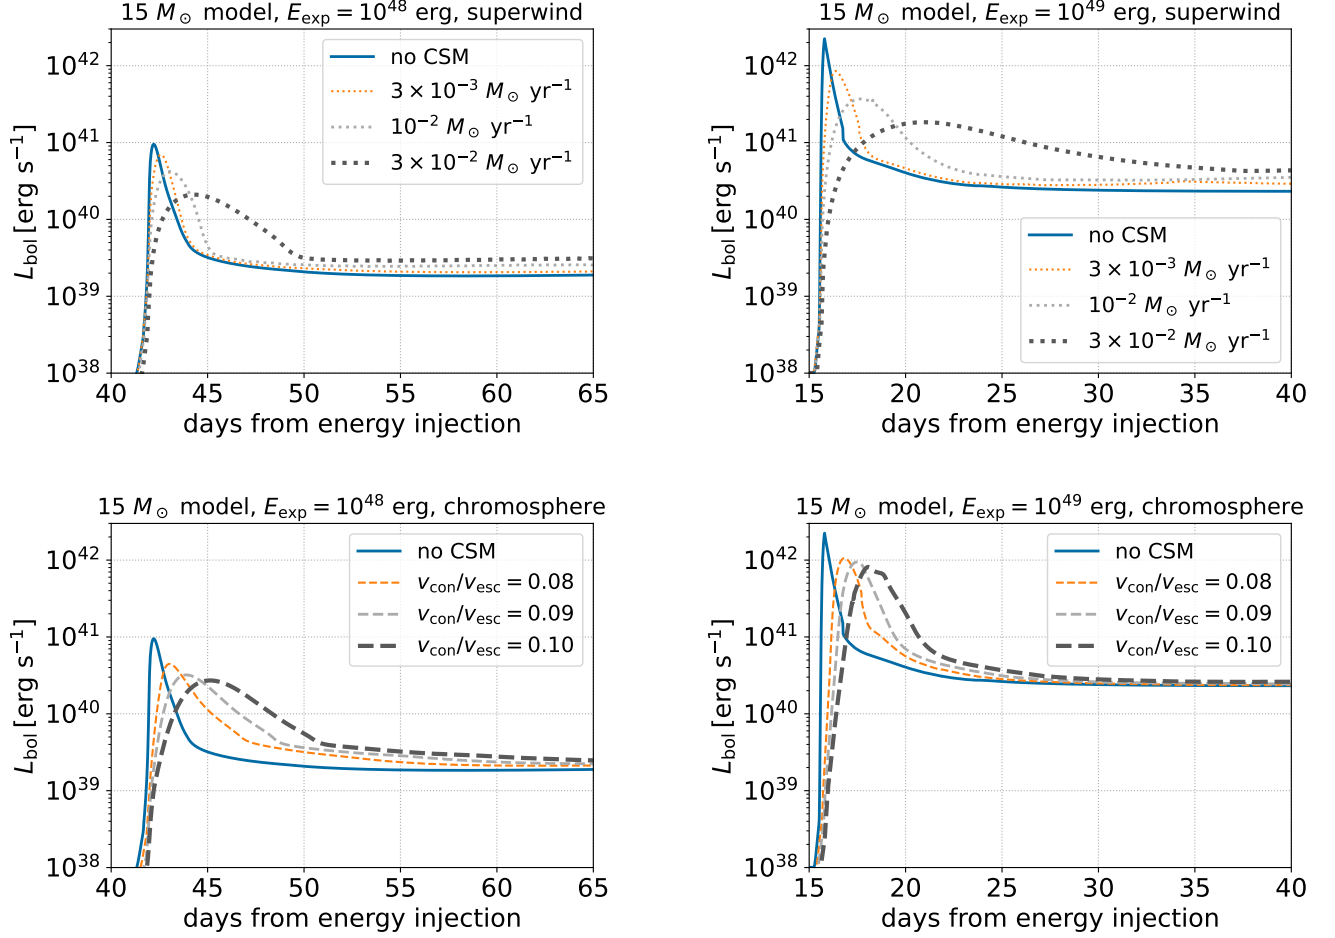 15 M⊙ model, Eexp = 10^48 erg, superwind
Lbol [erg s−1]
10^42
10^41
10^40
10^39
10^38
no CSM
3 × 10^−3 M⊙ yr^−1
10^−2 M⊙ yr^−1
3 × 10^−2 M⊙ yr^−1
40 45 50 55 60 65
days from energy injection
15 M⊙ model, Eexp = 10^49 erg, superwind
Lbol [erg s−1]
10^42
10^41
10^40
10^39
10^38
no CSM
3 × 10^−3 M⊙ yr^−1
10^−2 M⊙ yr^−1
3 × 10^−2 M⊙ yr^−1
15 20 25 30 35 40
days from energy injection
15 M⊙ model, Eexp = 10^48 erg, chromosphere
Lbol [erg s−1]
10^42
10^41
10^40
10^39
10^38
no CSM
vcon/vesc = 0.08
vcon/vesc = 0.09
vcon/vesc = 0.10
40 45 50 55 60 65
days from energy injection
15 M⊙ model, Eexp = 10^49 erg, chromosphere
Lbol [erg s−1]
10^42
10^41
10^40
10^39
10^38
no CSM
vcon/vesc = 0.08
vcon/vesc = 0.09
vcon/vesc = 0.10
15 20 25 30 35 40
days from energy injection